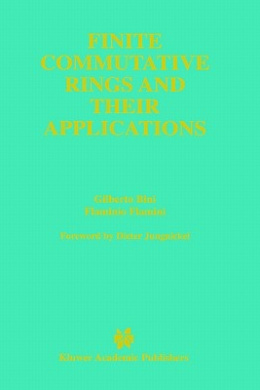 FINITE
COMMUTATIVE
RINGS AND
THEIR
APPLICATIONS
Gilberto Bini
Flaminio Flamini
Foreword by Dieter Jungnickel
Kluwer Academic Publishers